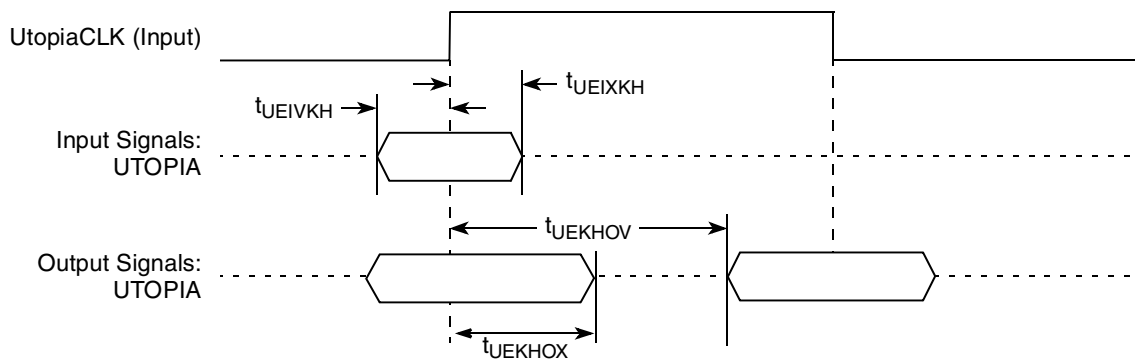 UtopiaCLK (Input)
tUEIXKH
tUEIVKH
Input Signals:
UTOPIA
tUEKHOV
Output Signals:
UTOPIA
tUEKHOX